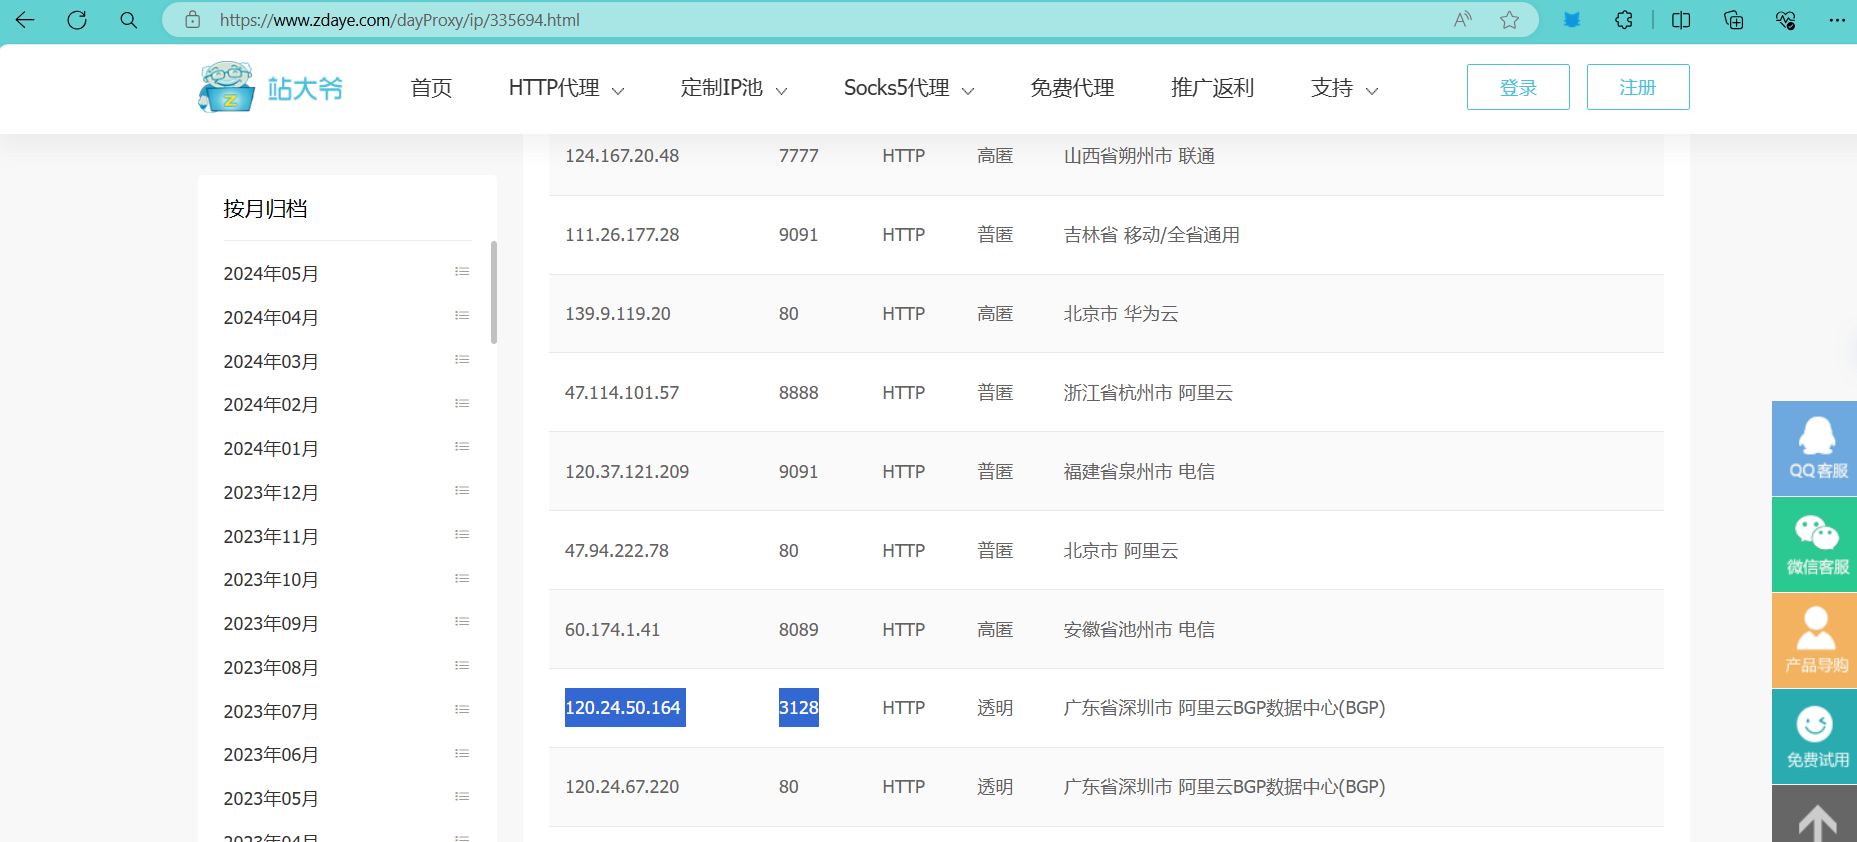 https://www.zdaye.com/dayProxy/ip/335694.html
站大爷 首页 HTTP代理 定制IP池 Socks5代理 免费代理 推广返利 支持 登录 注册
按月归档
2024年05月
2024年04月
2024年03月
2024年02月
2024年01月
2023年12月
2023年11月
2023年10月
2023年09月
2023年08月
2023年07月
2023年06月
2023年05月
2023年04月
124.167.20.48 7777 HTTP 高匿 山西省朔州市 联通
111.26.177.28 9091 HTTP 普匿 吉林省 移动/全省通用
139.9.119.20 80 HTTP 高匿 北京市 华为云
47.114.101.57 8888 HTTP 普匿 浙江省杭州市 阿里云
120.37.121.209 9091 HTTP 普匿 福建省泉州市 电信
47.94.222.78 80 HTTP 普匿 北京市 阿里云
60.174.1.41 8089 HTTP 高匿 安徽省池州市 电信
120.24.50.164 3128 HTTP 透明 广东省深圳市 阿里云BGP数据中心(BGP)
120.24.67.220 80 HTTP 透明 广东省深圳市 阿里云BGP数据中心(BGP)
QQ客服
微信客服
产品导购
免费试用